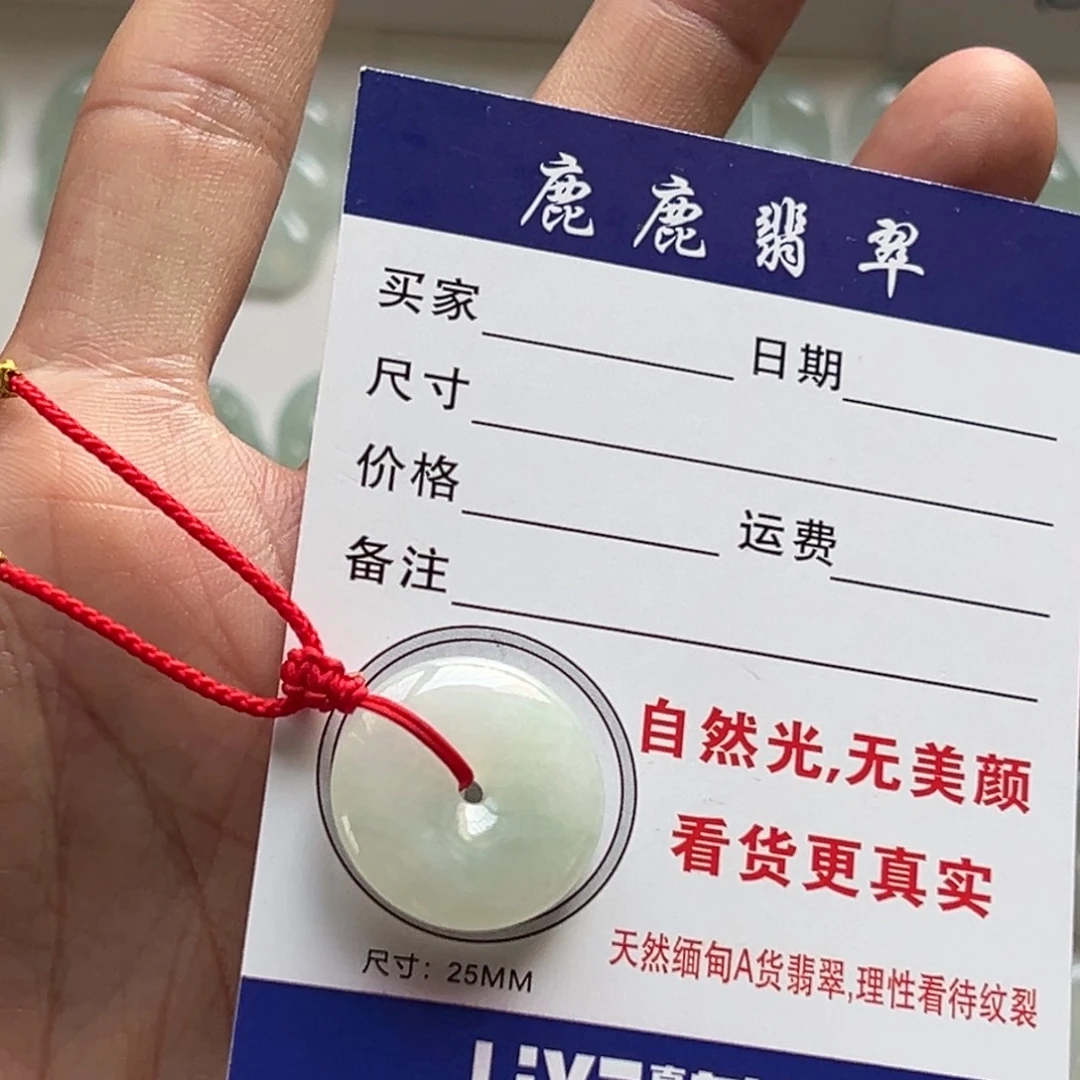 鹿鹿翡翠
买家 日期
尺寸
价格 运费
备注
自然光,无美颜
看货更真实
尺寸：25MM
天然缅甸A货翡翠,理性看待纹裂